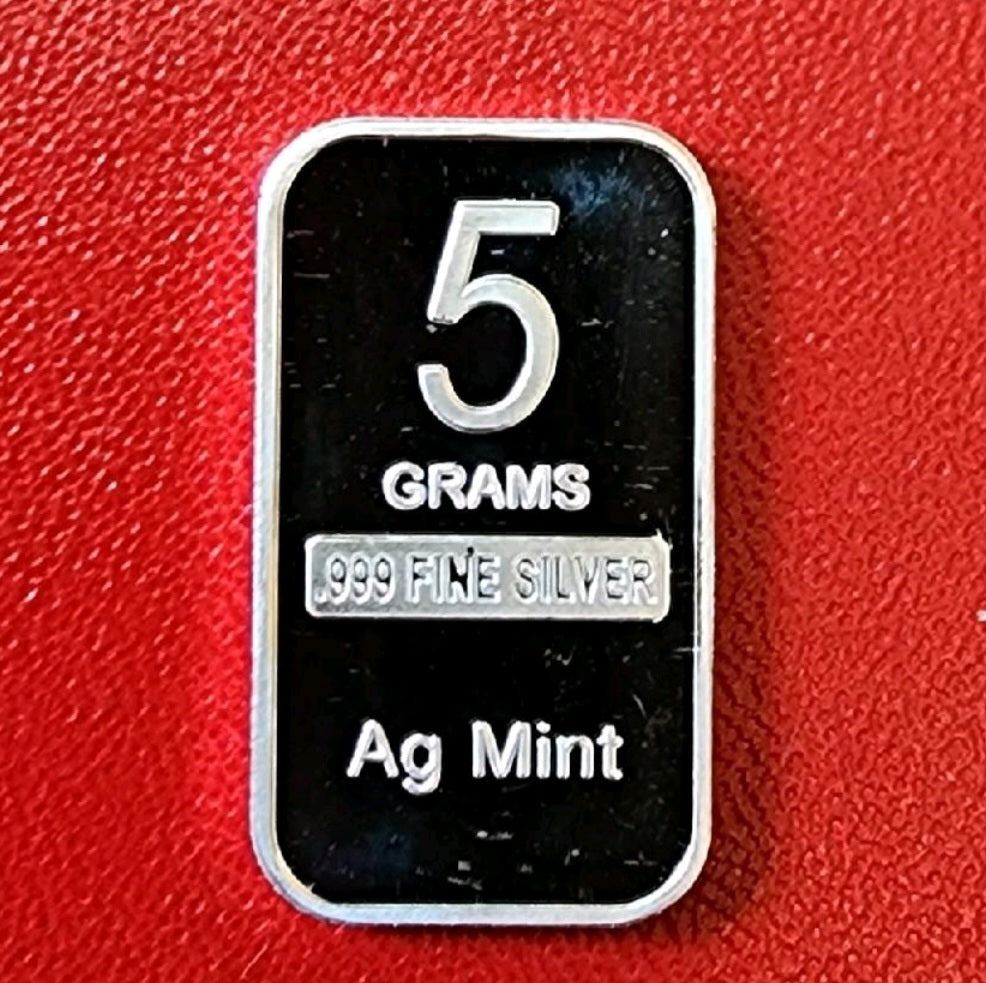 5
GRAMS
.999 FINE SILVER
Ag Mint